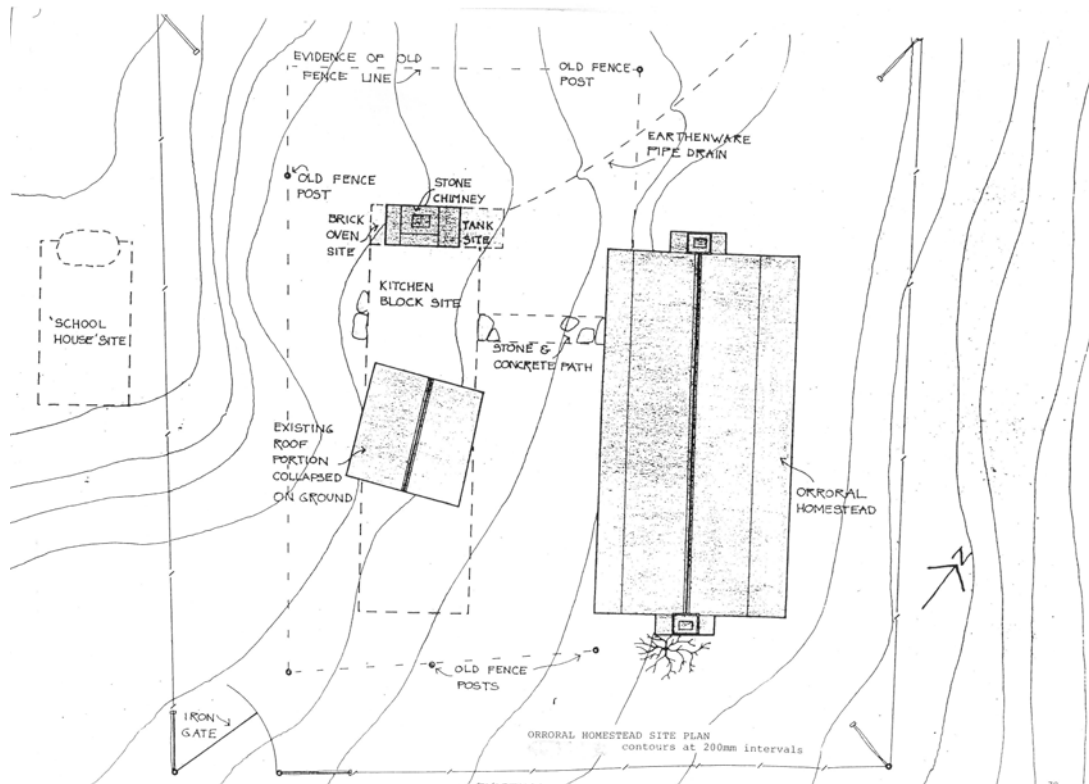 EVIDENCE OF OLD
FENCE LINE
OLD FENCE
POST
EARTHENWARE
PIPE DRAIN
OLD FENCE
POST
STONE
CHIMNEY
BRICK
OVEN
SITE
TANK
SITE
KITCHEN
BLOCK SITE
'SCHOOL
HOUSE' SITE
STONE &
CONCRETE PATH
EXISTING
ROOF
PORTION
COLLAPSED
ON GROUND
ORRORAL
HOMESTEAD
N
OLD FENCE
POSTS
IRON
GATE
ORRORAL HOMESTEAD SITE PLAN
contours at 200mm intervals